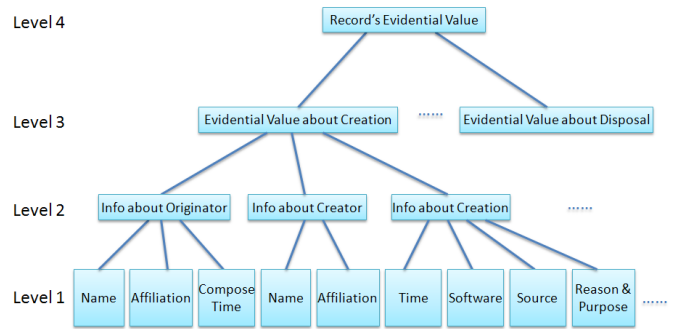 Level 4
Record's Evidential Value
Level 3
Evidential Value about Creation
......
Evidential Value about Disposal
Level 2
Info about Originator
Info about Creator
Info about Creation
......
Level 1
Name
Affiliation
Compose
Time
Name
Affiliation
Time
Software
Source
Reason &
Purpose
......